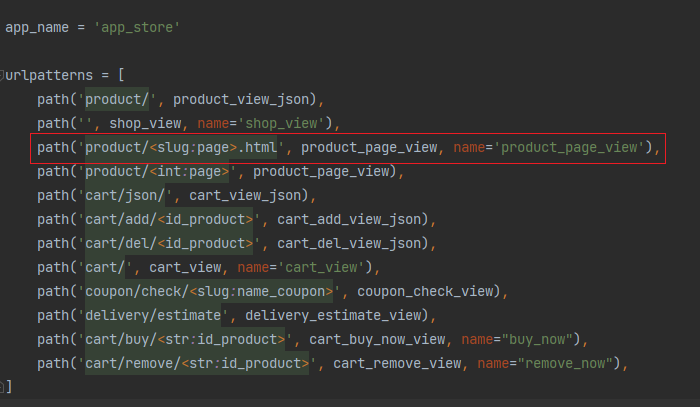 app_name = 'app_store'
urlpatterns = [
path('product/', product_view_json),
path('', shop_view, name='shop_view'),
path('product/<slug:page>.html', product_page_view, name='product_page_view'),
path('product/<int:page>', product_page_view),
path('cart/json/', cart_view_json),
path('cart/add/<id_product>', cart_add_view_json),
path('cart/del/<id_product>', cart_del_view_json),
path('cart/', cart_view, name='cart_view'),
path('coupon/check/<slug:name_coupon>', coupon_check_view),
path('delivery/estimate', delivery_estimate_view),
path('cart/buy/<str:id_product>', cart_buy_now_view, name="buy_now"),
path('cart/remove/<str:id_product>', cart_remove_view, name="remove_now"),
]